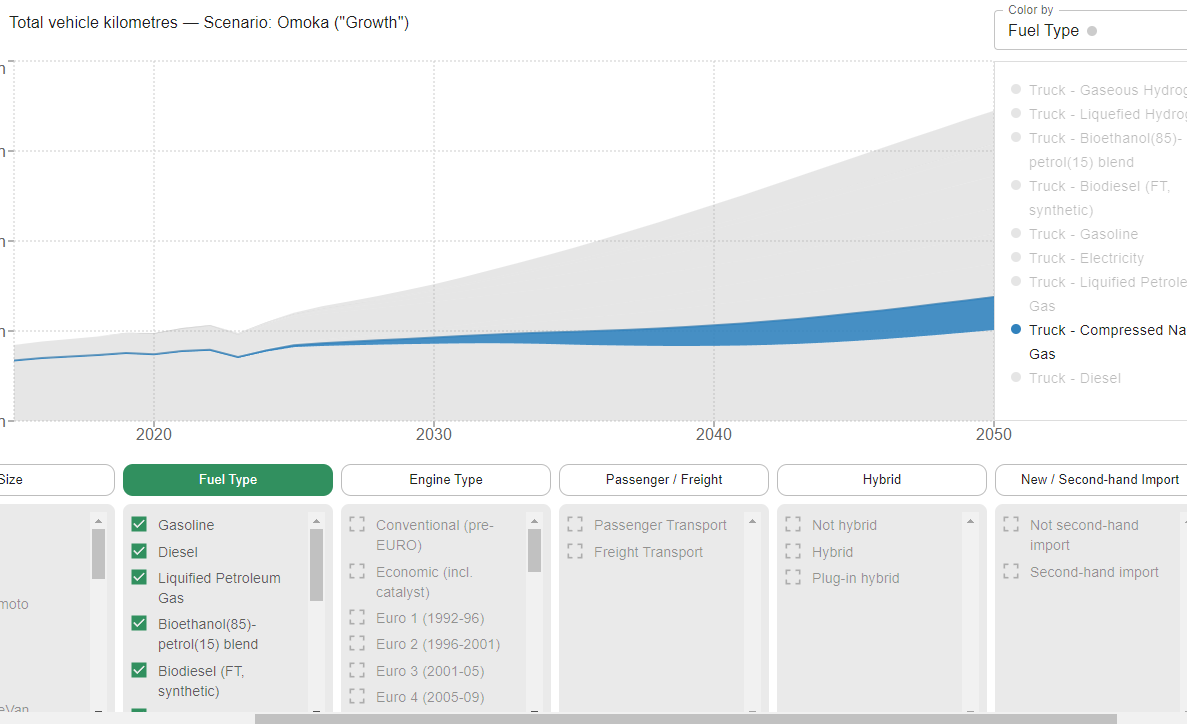 Total vehicle kilometres — Scenario: Omoka ("Growth")
Color by
Fuel Type
Truck - Gaseous Hydrog
Truck - Liquefied Hydrog
Truck - Bioethanol(85)-
petrol(15) blend
Truck - Biodiesel (FT,
synthetic)
Truck - Gasoline
Truck - Electricity
Truck - Liquified Petrole
Gas
Truck - Compressed Na
Gas
Truck - Diesel
2020
2030
2040
2050
Size
Fuel Type
Engine Type
Passenger / Freight
Hybrid
New / Second-hand Import
moto
eVan
Gasoline
Diesel
Liquified Petroleum
Gas
Bioethanol(85)-
petrol(15) blend
Biodiesel (FT,
synthetic)
Conventional (pre-
EURO)
Economic (incl.
catalyst)
Euro 1 (1992-96)
Euro 2 (1996-2001)
Euro 3 (2001-05)
Euro 4 (2005-09)
Passenger Transport
Freight Transport
Not hybrid
Hybrid
Plug-in hybrid
Not second-hand
import
Second-hand import